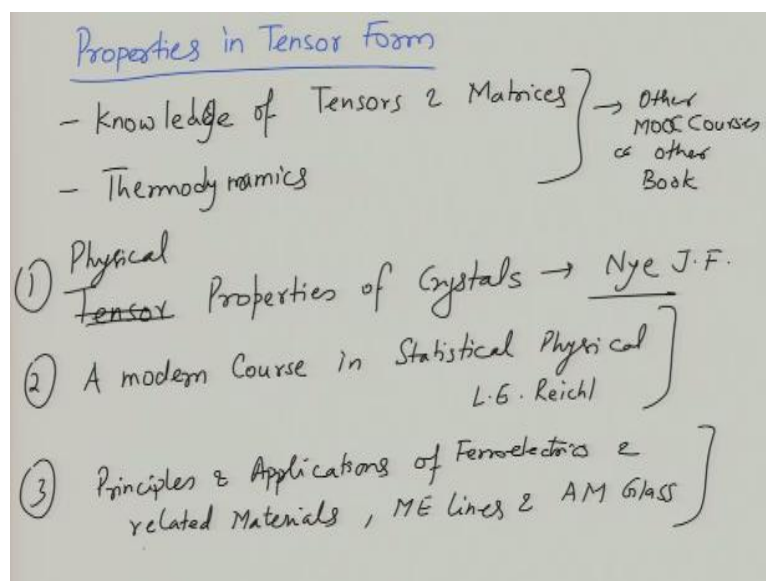 Properties in Tensor Form
- Knowledge of Tensors & Matrices → Other
MOOC Courses
or other
Book
- Thermodynamics
① Physical
Tensor Properties of Crystals → Nye J.F.
② A modern Course in Statistical Physical
L.E. Reichl
③ Principles & Applications of Ferroelectrics &
related Materials, ME Lines & AM Glass